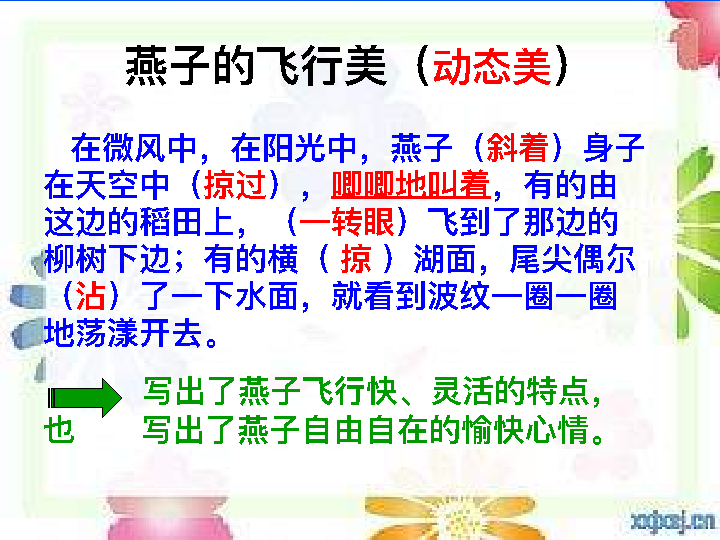 燕子的飞行美（动态美）
在微风中，在阳光中，燕子（斜着）身子
在天空中（掠过），唧唧地叫着，有的由
这边的稻田上，（一转眼）飞到了那边的
柳树下边；有的横（ 掠 ）湖面，尾尖偶尔
（沾）了一下水面，就看到波纹一圈一圈
地荡漾开去。
写出了燕子飞行快、灵活的特点，
也 写出了燕子自由自在的愉快心情。